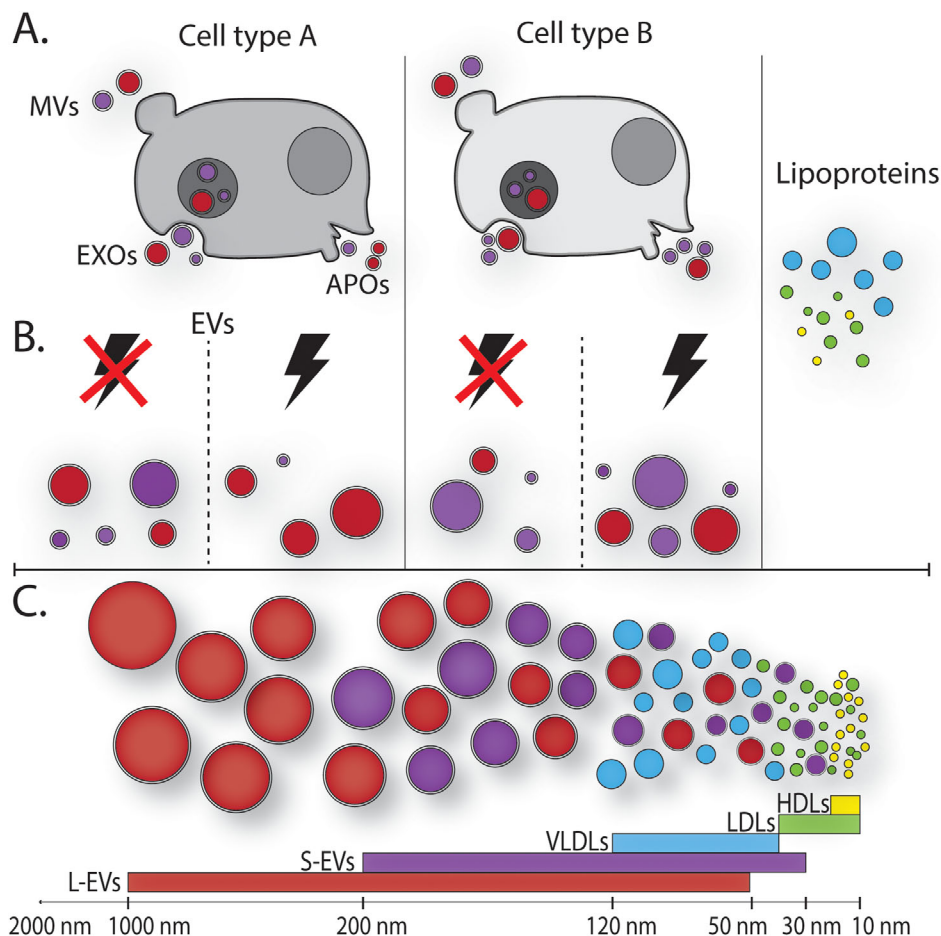 A.
Cell type A
Cell type B
MVs
Lipoproteins
EXOs
APOs
B.
EVs
C.
HDLs
LDLs
VLDLs
S-EVs
L-EVs
2000 nm 1000 nm 200 nm 120 nm 50 nm 30 nm 10 nm